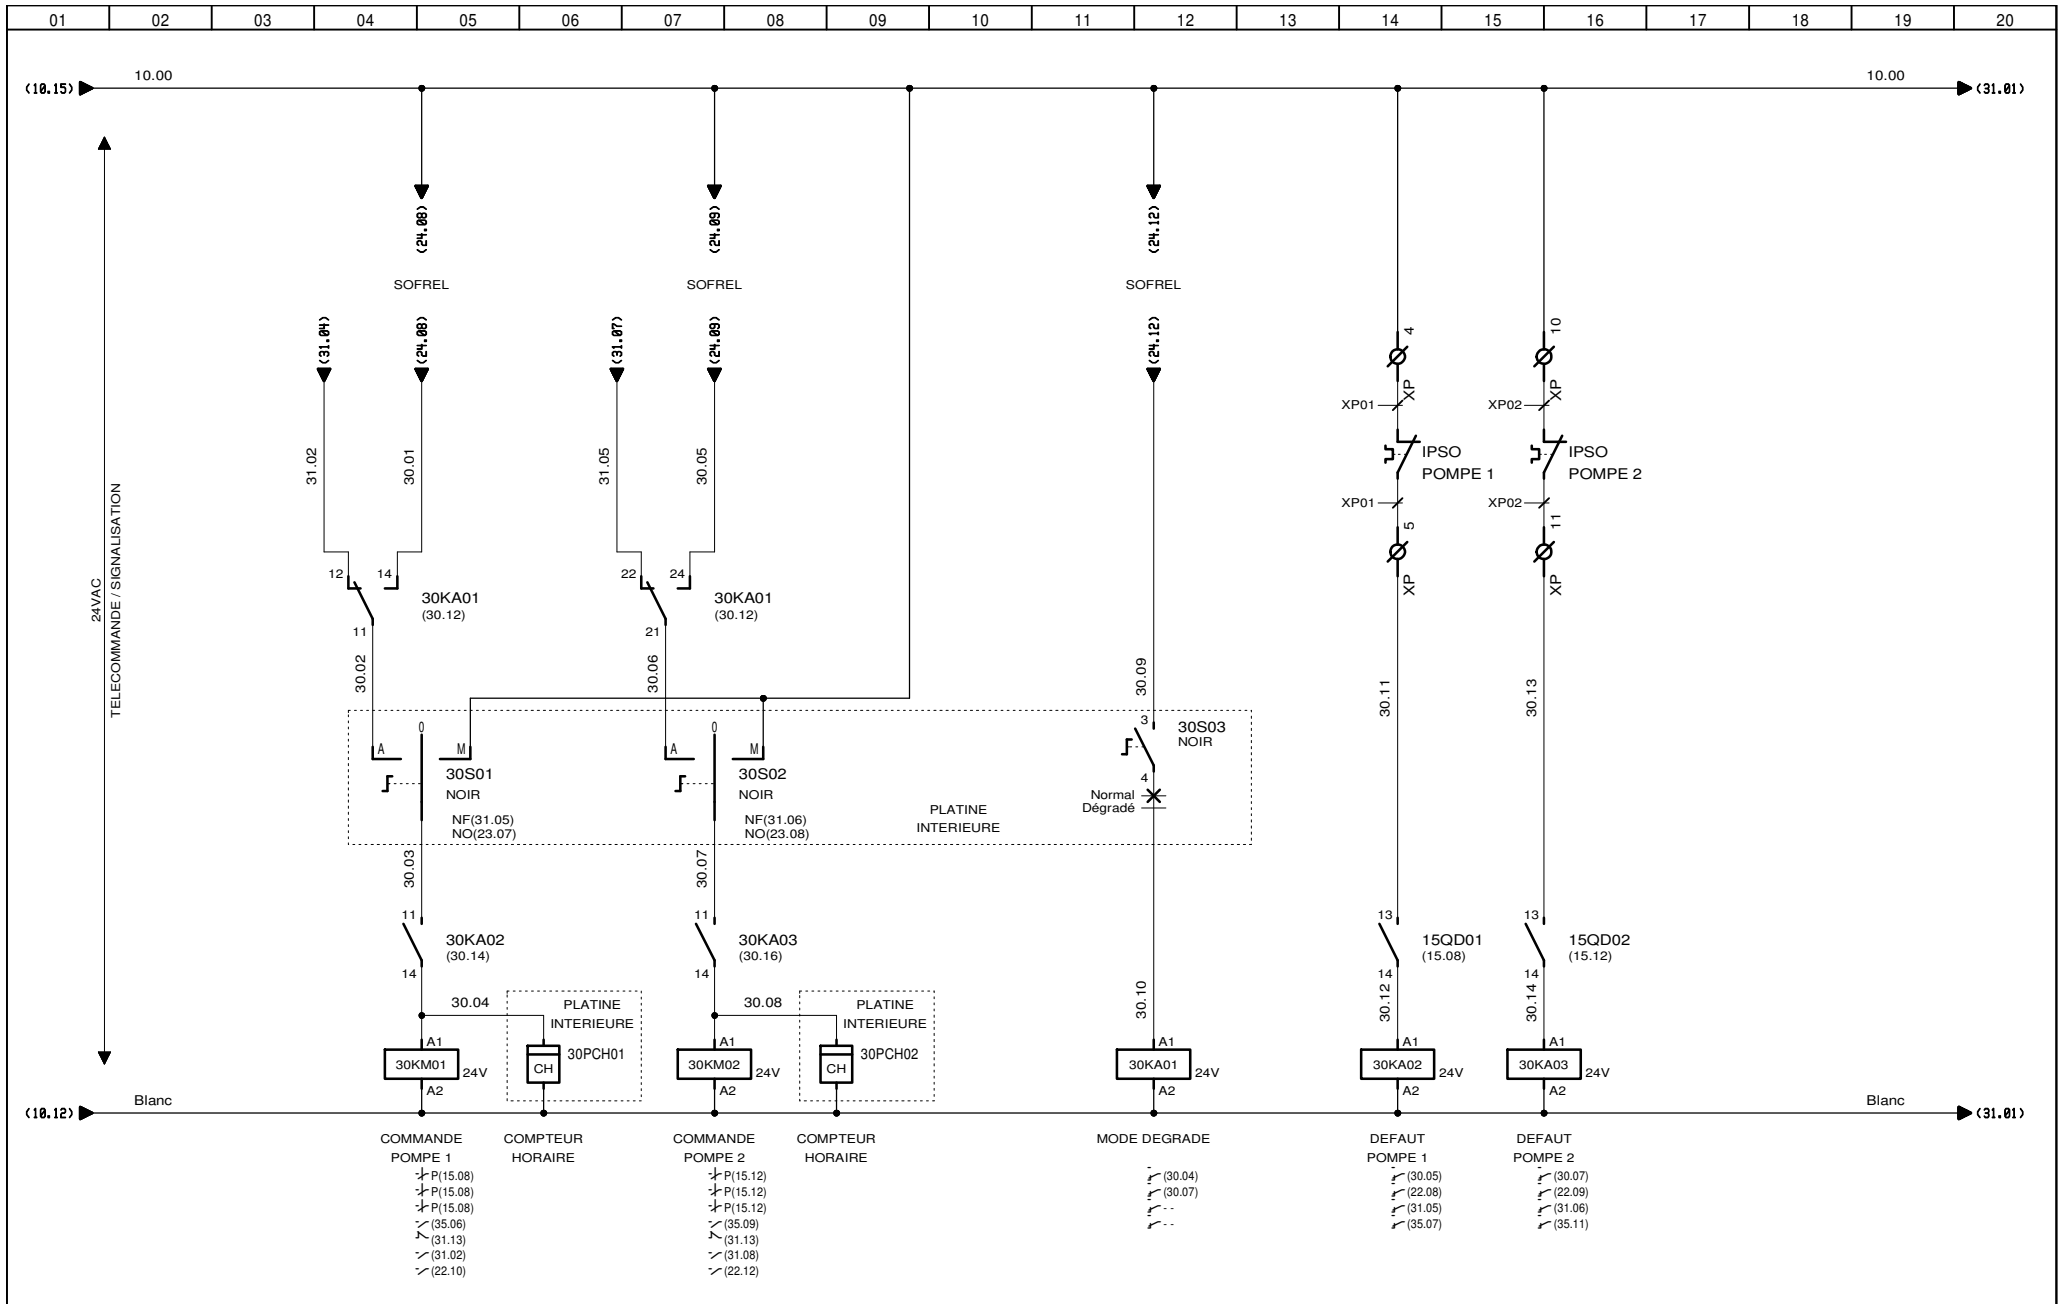 01 02 03 04 05 06 07 08 09 10 11 12 13 14 15 16 17 18 19 20
10.00 10.00
(10.15) (31.01)
(24.08) (24.09) (24.12)
SOFREL SOFREL SOFREL
(31.04) (24.08) (31.07) (24.09) (24.12)
4 10
XP XP
XP01 XP02
31.02 30.01 31.05 30.05
IPSO IPSO
POMPE 1 POMPE 2
XP01 XP02
5 11
XP XP
24VAC
TELECOMMANDE / SIGNALISATION
12 14 22 24
30KA01 30KA01
(30.12) (30.12)
11 21
30.02 30.06 30.09 30.11 30.13
0 0 3
30S03
NOIR
A M A M
30S01 30S02
4
NOIR NOIR
Normal
Dégradé
NF(31.05) NF(31.06)
NO(23.07) NO(23.08)
PLATINE
INTERIEURE
30.03 30.07
11 11 13 13
30KA02 30KA03 15QD01 15QD02
(30.14) (30.16) (15.08) (15.12)
14 14 14 14
30.04 30.08 30.10 30.12 30.14
PLATINE PLATINE
INTERIEURE INTERIEURE
A1 A1 A1 A1 A1
30PCH01 30PCH02
30KM01 24V CH 30KM02 24V CH 30KA01 24V 30KA02 24V 30KA03 24V
A2 A2 A2 A2 A2
Blanc Blanc
(10.12) (31.01)
COMMANDE COMPTEUR COMMANDE COMPTEUR MODE DEGRADE DEFAUT DEFAUT
POMPE 1 HORAIRE POMPE 2 HORAIRE POMPE 1 POMPE 2
P(15.08) P(15.12) (30.04) (30.05) (30.07)
P(15.08) P(15.12) (30.07) (22.08) (22.09)
P(15.08) P(15.12) - - (31.05) (31.06)
(35.06) (35.09) - - (35.07) (35.11)
(31.13) (31.13)
(31.02) (31.08)
(22.10) (22.12)